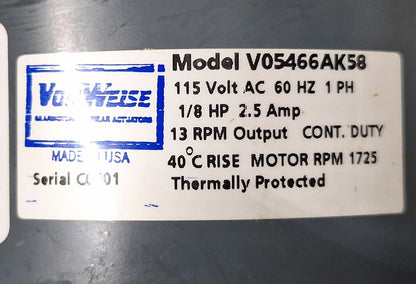 Model V05466AK58
115 Volt AC 60 HZ 1 PH
1/8 HP 2.5 Amp
13 RPM Output CONT. DUTY
40°C RISE MOTOR RPM 1725
Thermally Protected
VON WEISE
ACTUATORS
MADE USA
Serial